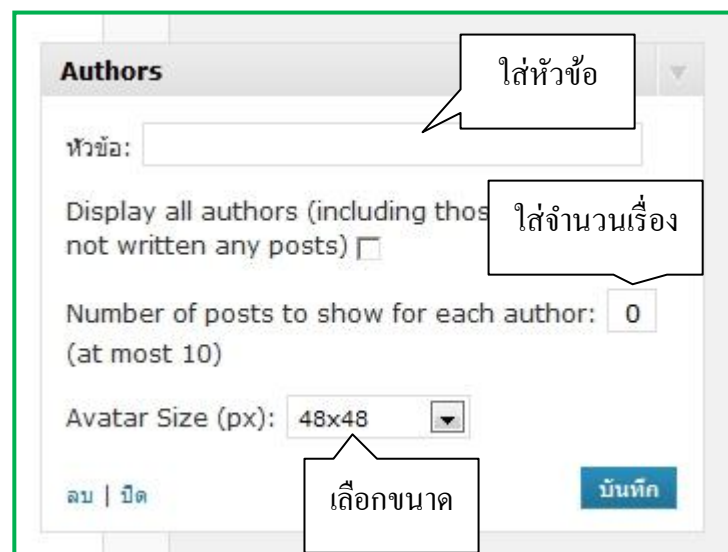 Authors
ใส่หัวข้อ
หัวข้อ:
Display all authors (including thos
not written any posts)
ใส่จำนวนเรื่อง
Number of posts to show for each author: 0
(at most 10)
Avatar Size (px): 48x48
ลบ | ปิด
เลือกขนาด
บันทึก